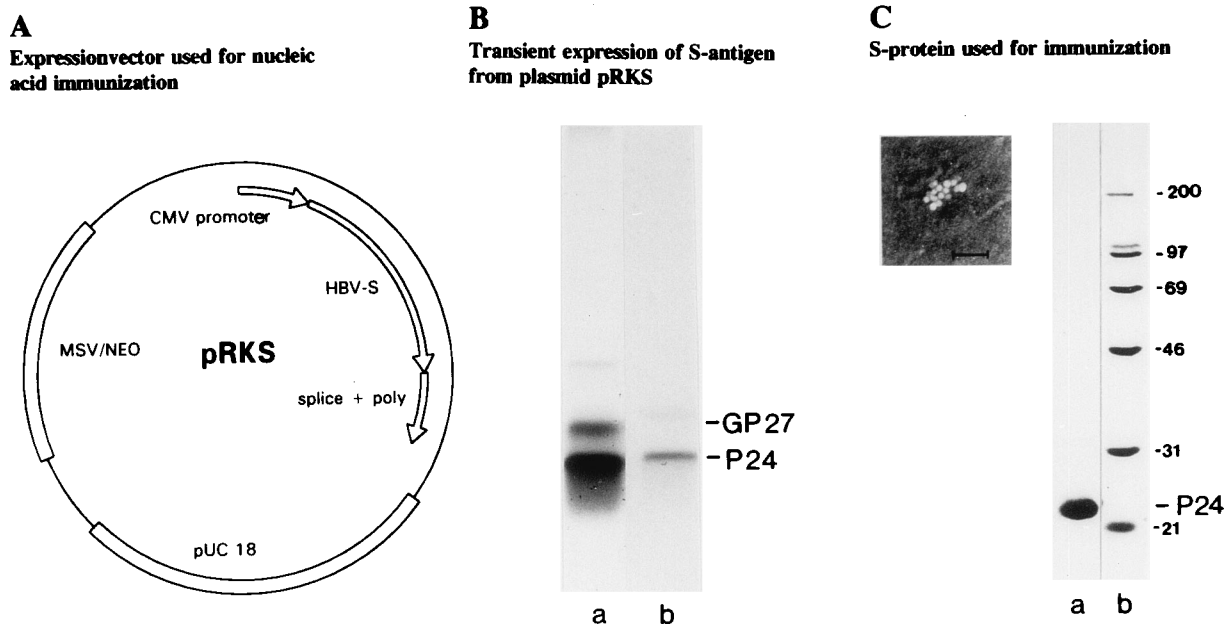 A
Expressionvector used for nucleic
acid immunization
CMV promoter
HBV-S
MSV/NEO
pRKS
splice + poly
pUC 18
B
Transient expression of S-antigen
from plasmid pRKS
-GP27
-P24
a b
C
S-protein used for immunization
-200
-97
-69
-46
-31
-P24
-21
a b